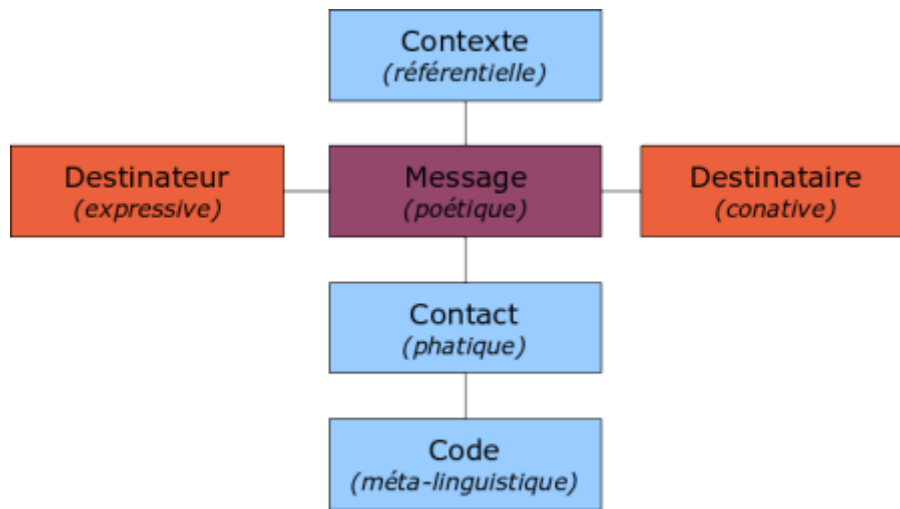 Contexte
(référentielle)
Destinateur
(expressive)
Message
(poétique)
Destinataire
(conative)
Contact
(phatique)
Code
(méta-linguistique)